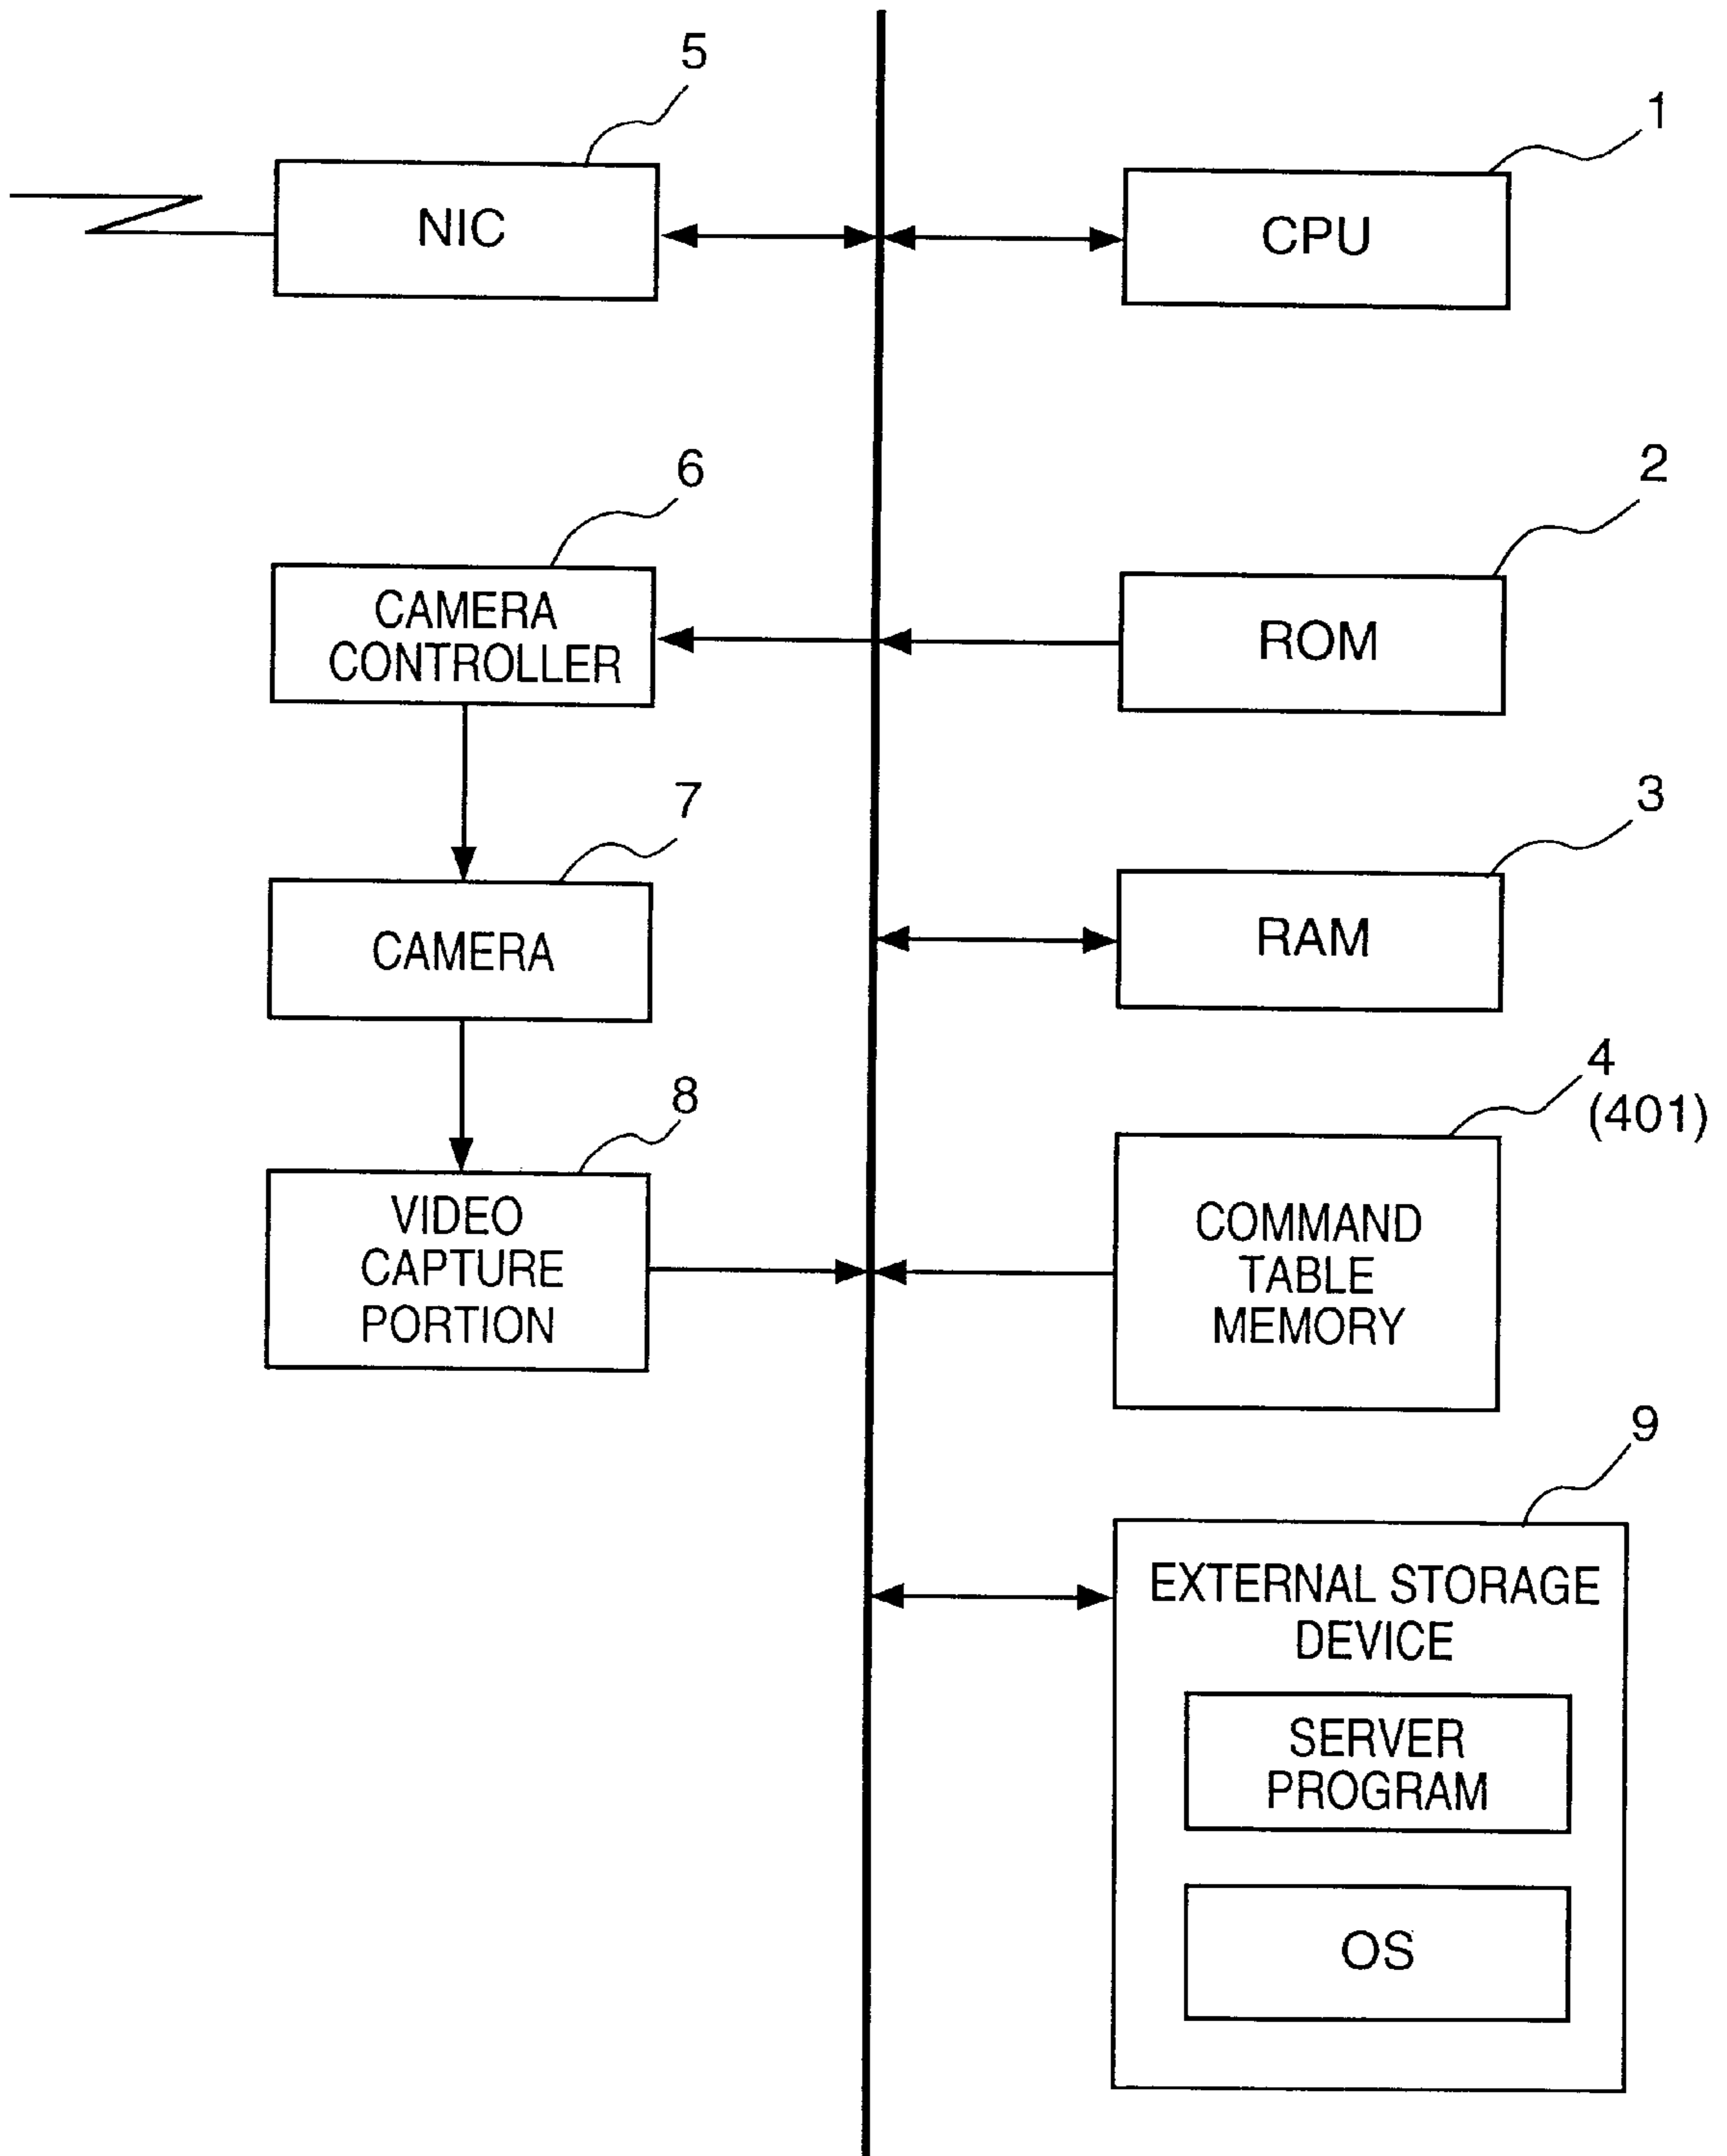 5
1
NIC
CPU
6
2
CAMERA
CONTROLLER
ROM
7
3
CAMERA
RAM
8
4
(401)
VIDEO
CAPTURE
PORTION
COMMAND
TABLE
MEMORY
9
EXTERNAL STORAGE
DEVICE
SERVER
PROGRAM
OS